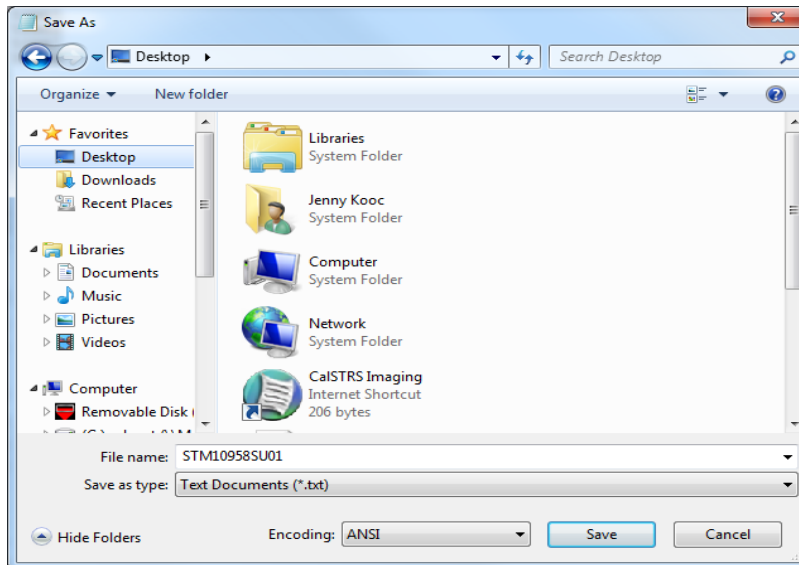 Save As
Desktop
Search Desktop
Organize
New folder
Favorites
Desktop
Downloads
Recent Places
Libraries
Documents
Music
Pictures
Videos
Computer
Removable Disk
Libraries
System Folder
Jenny Kooc
System Folder
Computer
System Folder
Network
System Folder
CalSTRS Imaging
Internet Shortcut
206 bytes
File name: STM10958SU01
Save as type: Text Documents (*.txt)
Hide Folders
Encoding: ANSI
Save
Cancel